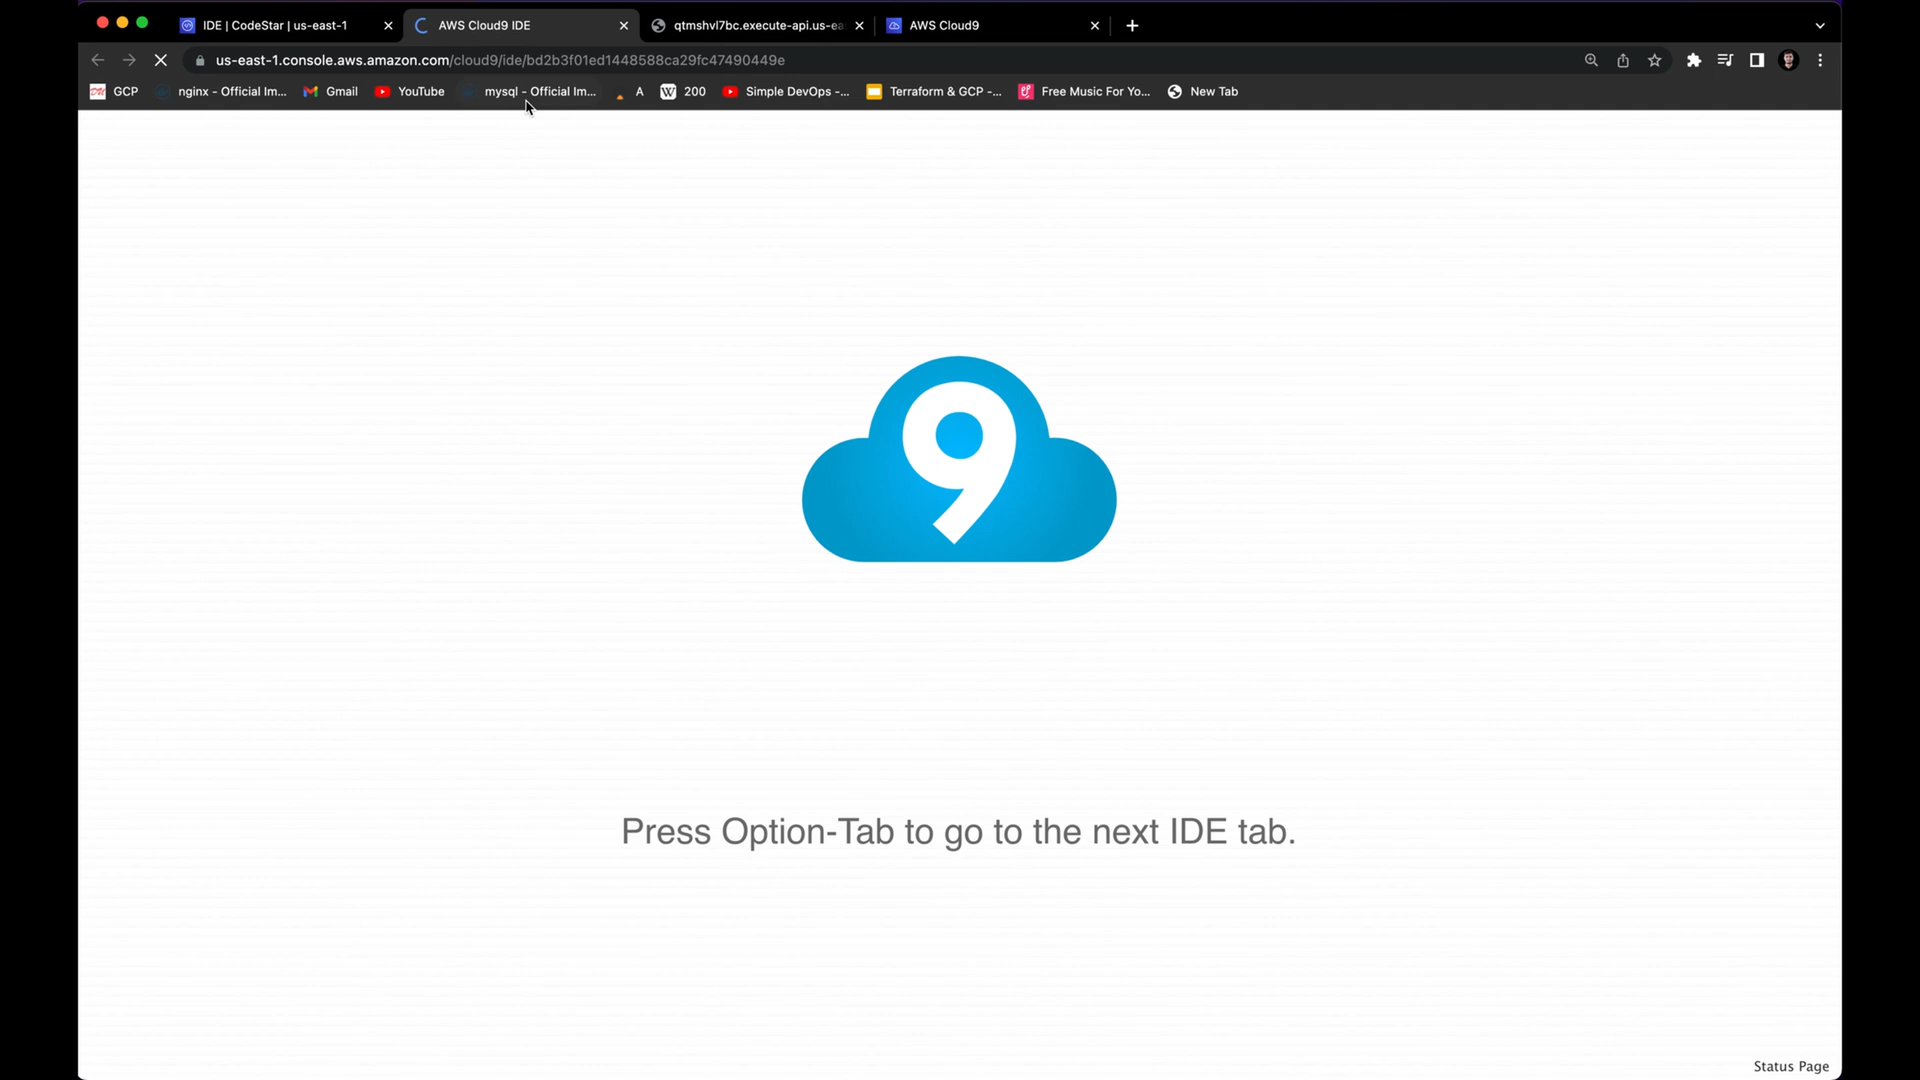 IDE | CodeStar | us-east-1
AWS Cloud9 IDE
qtmshvl7bc.execute-api.us-ea
AWS Cloud9
us-east-1.console.aws.amazon.com/cloud9/ide/bd2b3f01ed1448588ca29fc47490449e
GCP
nginx - Official Im...
Gmail
YouTube
mysql - Official Im...
A
W
200
Simple DevOps -...
Terraform & GCP -...
Free Music For Yo...
New Tab
9
Press Option-Tab to go to the next IDE tab.
Status Page